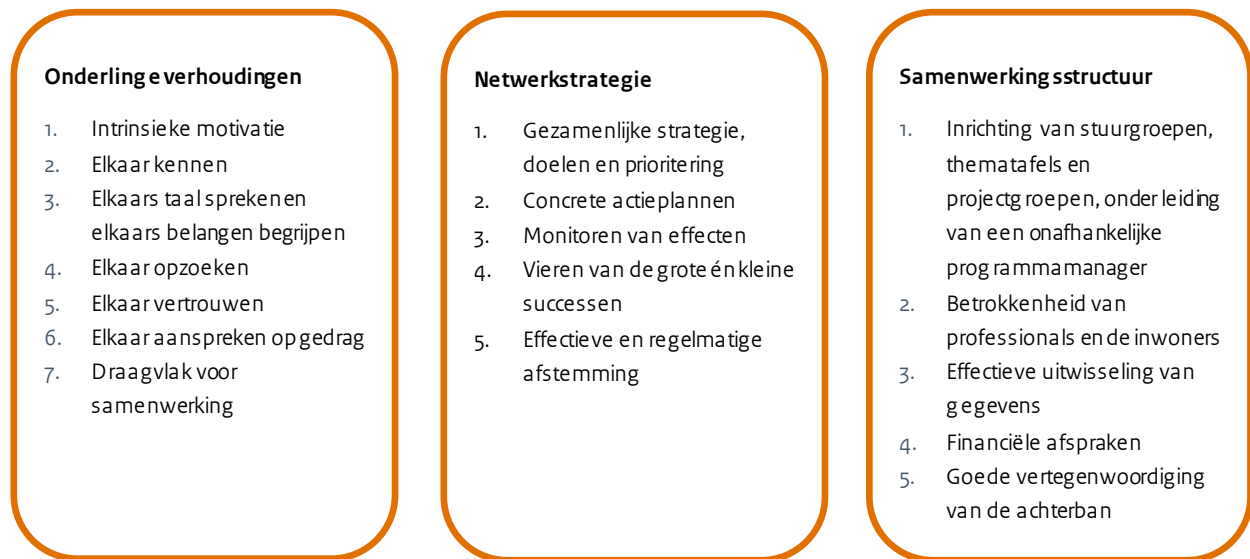 Onderlinge verhoudingen
1. Intrinsieke motivatie
2. Elkaar kennen
3. Elkaars taal spreken en
elkaars belangen begrijpen
4. Elkaar opzoeken
5. Elkaar vertrouwen
6. Elkaar aanspreken op gedrag
7. Draagvlak voor
samenwerking
Netwerkstrategie
1. Gezamenlijke strategie,
doelen en prioritering
2. Concrete actieplannen
3. Monitoren van effecten
4. Vieren van de grote én kleine
successen
5. Effectieve en regelmatige
afstemming
Samenwerkingsstructuur
1. Inrichting van stuurgroepen,
thematafels en
projectgroepen, onder leiding
van een onafhankelijke
programmamanager
2. Betrokkenheid van
professionals en de inwoners
3. Effectieve uitwisseling van
gegevens
4. Financiële afspraken
5. Goede vertegenwoordiging
van de achterban